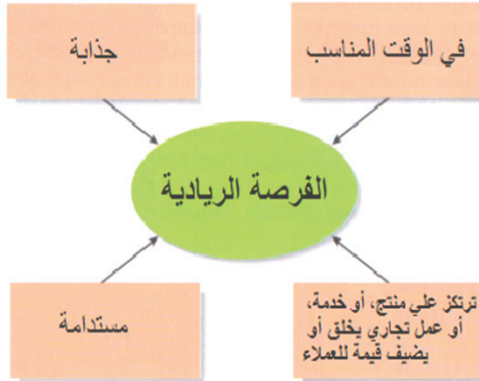 في الوقت المناسب
جذابة
الفرصة الريادية
ترتكز علي منتج، أو خدمة،
أو عمل تجاري يخلق أو
يضيف قيمة للعملاء
مستدامة